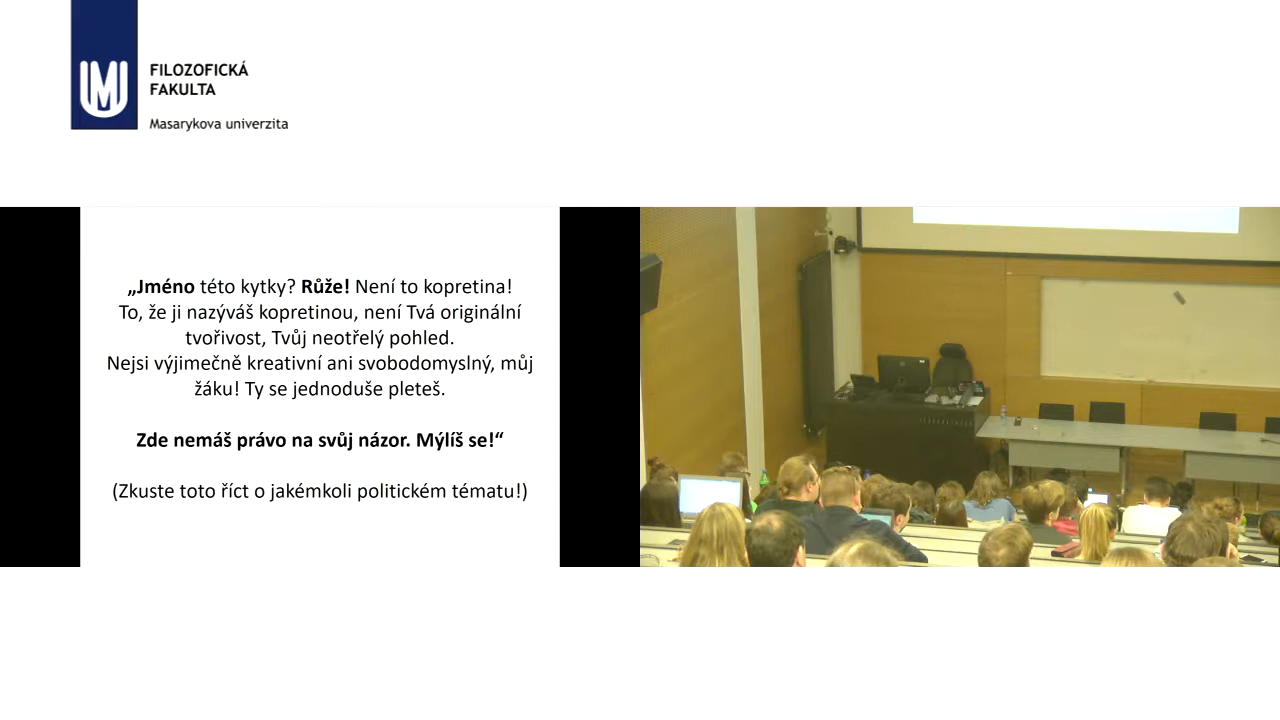 FILOZOFICKÁ
FAKULTA
Masarykova univerzita
„Jméno této kytky? Růže! Není to kopretina!
To, že ji nazýváš kopretinou, není Tvá originální
tvořivost, Tvůj neotřelý pohled.
Nejsi výjimečně kreativní ani svobodomyslný, můj
žáku! Ty se jednoduše pleteš.
Zde nemáš právo na svůj názor. Mýlíš se!“
(Zkuste toto říct o jakémkoli politickém tématu!)